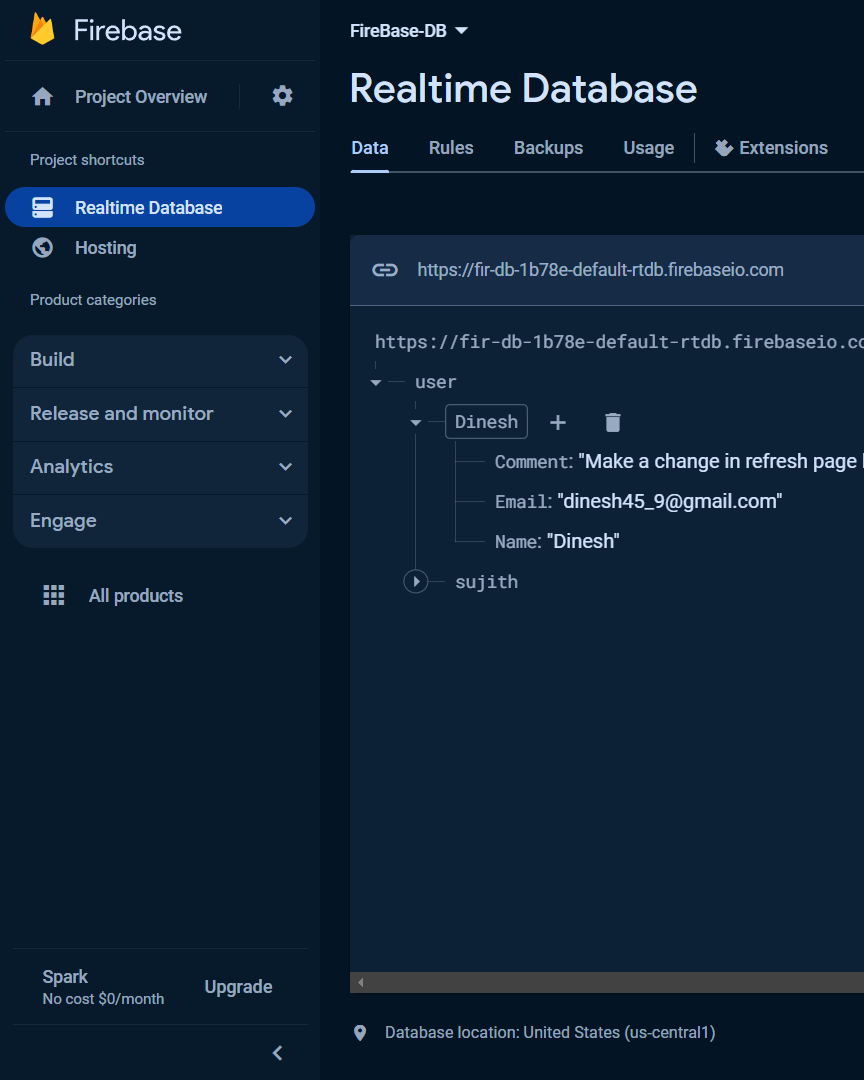 Firebase
Project Overview
Project shortcuts
Realtime Database
Hosting
Product categories
Build
Release and monitor
Analytics
Engage
All products
Spark
No cost $0/month
Upgrade
FireBase-DB
Realtime Database
Data Rules Backups Usage Extensions
https://fir-db-1b78e-default-rtdb.firebaseio.com
https://fir-db-1b78e-default-rtdb.firebaseio.co
user
Dinesh
Comment: "Make a change in refresh page
Email: "dinesh45_9@gmail.com"
Name: "Dinesh"
sujith
Database location: United States (us-central1)